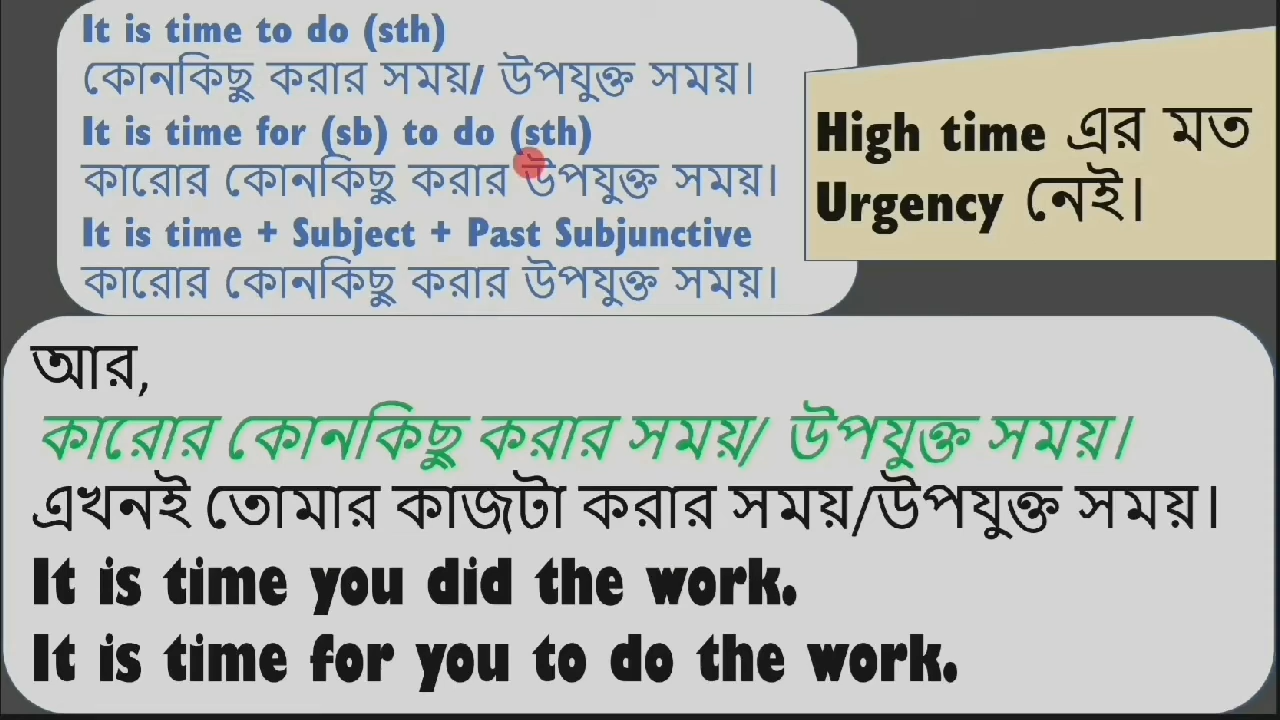 It is time to do (sth)
কোনকিছু করার সময়/ উপযুক্ত সময়।
It is time for (sb) to do (sth)
কারোর কোনকিছু করার উপযুক্ত সময়।
It is time + Subject + Past Subjunctive
কারোর কোনকিছু করার উপযুক্ত সময়।
High time এর মত
Urgency নেই।
আর,
কারোর কোনকিছু করার সময়/ উপযুক্ত সময়।
এখনই তোমার কাজটা করার সময়/উপযুক্ত সময়।
It is time you did the work.
It is time for you to do the work.